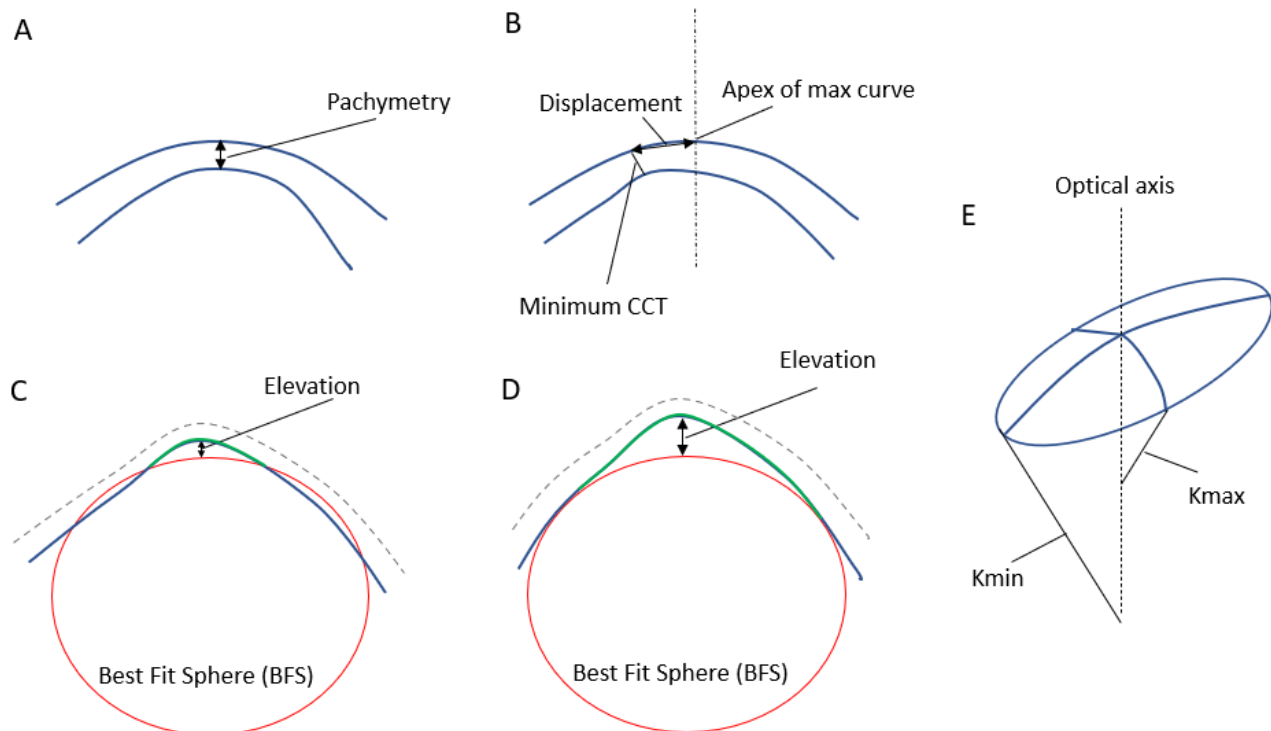 A
Pachymetry
B
Displacement
Apex of max curve
Minimum CCT
C
Elevation
Best Fit Sphere (BFS)
D
Elevation
Best Fit Sphere (BFS)
E
Optical axis
Kmax
Kmin